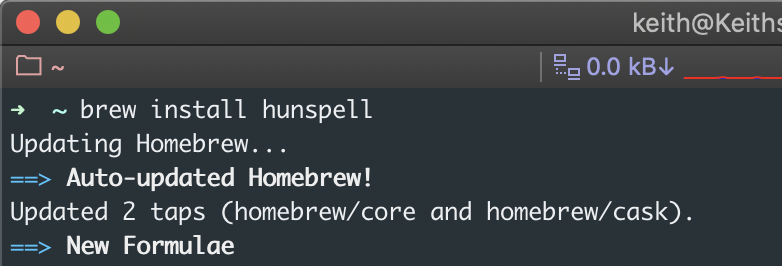 keith@Keiths
~
0.0 kB↓
➜ ~ brew install hunspell
Updating Homebrew...
==> Auto-updated Homebrew!
Updated 2 taps (homebrew/core and homebrew/cask).
==> New Formulae